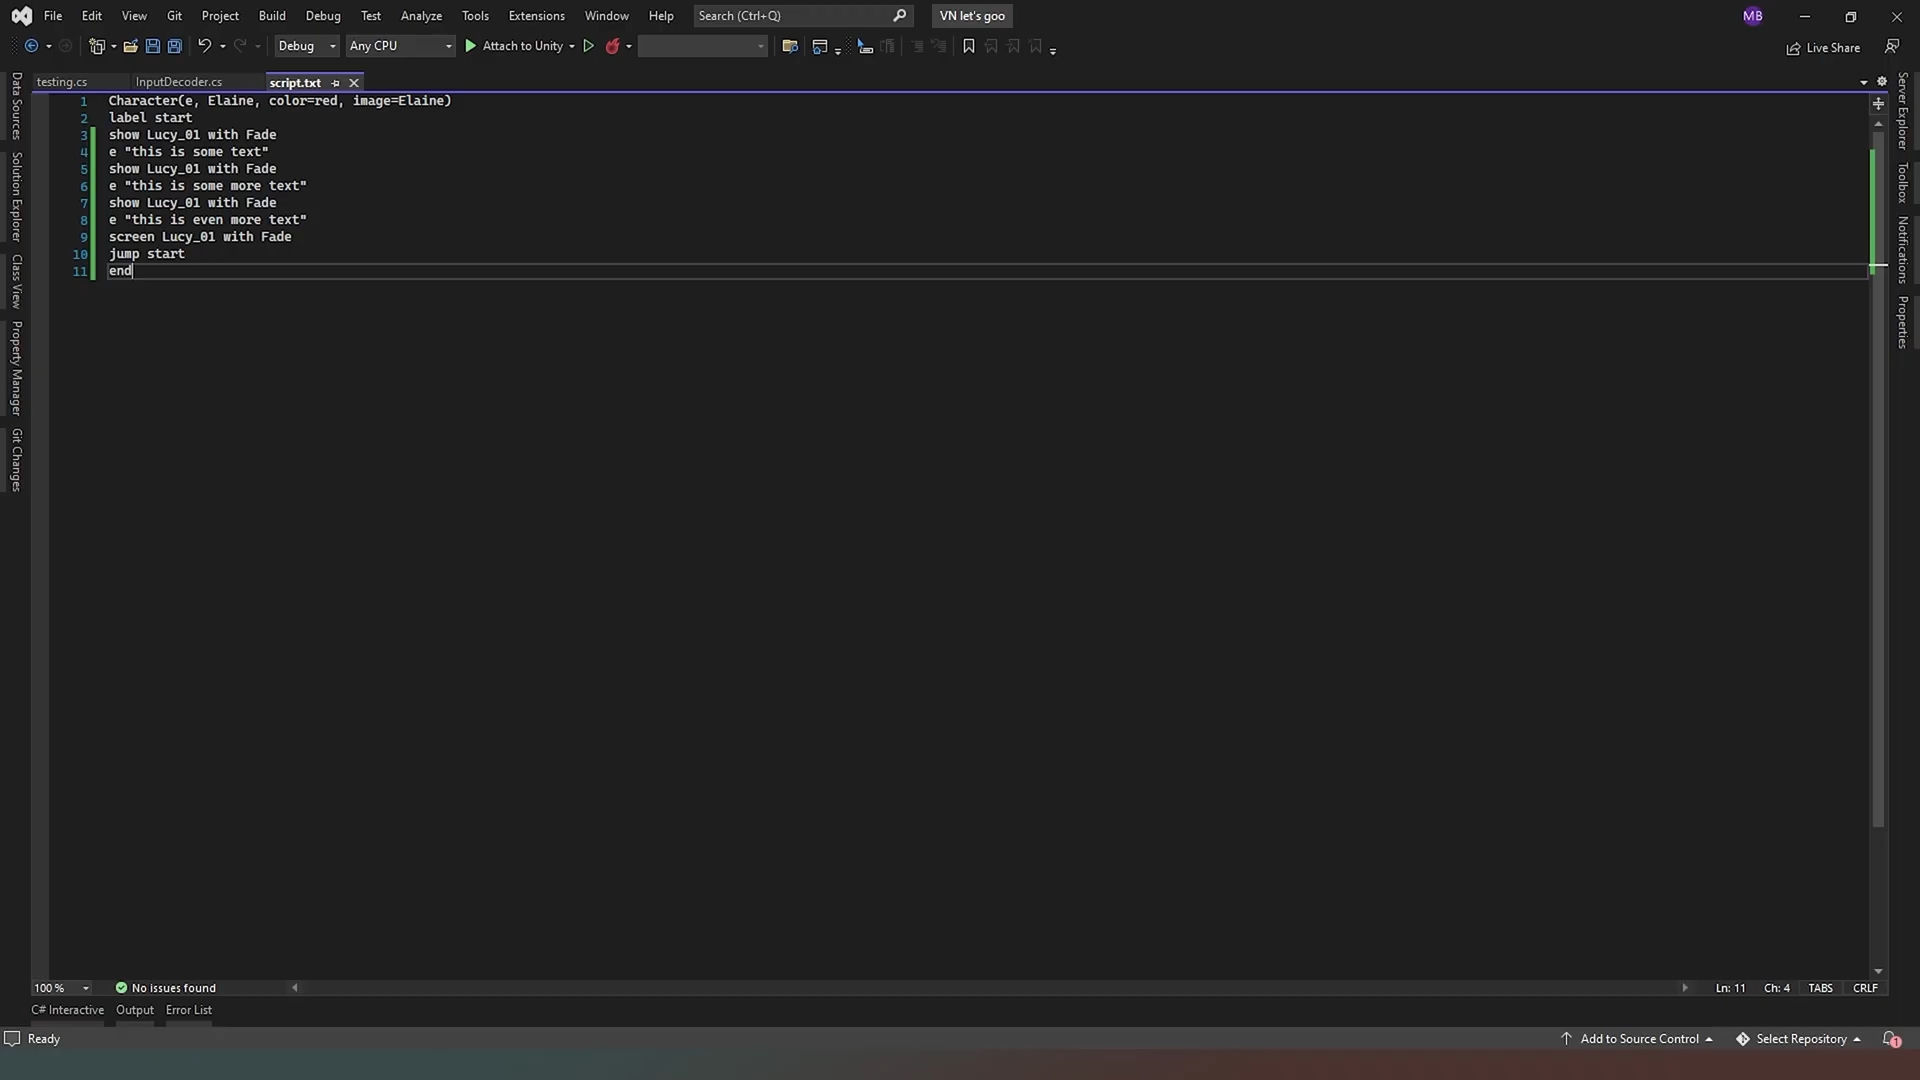 File Edit View Git Project Build Debug Test Analyze Tools Extensions Window Help Search (Ctrl+Q) VN let's goo MB
Debug Any CPU Attach to Unity Live Share
testing.cs InputDecoder.cs script.txt
1 Character(e, Elaine, color=red, image=Elaine)
2 label start
3 show Lucy_01 with Fade
4 e "this is some text"
5 show Lucy_01 with Fade
6 e "this is some more text"
7 show Lucy_01 with Fade
8 e "this is even more text"
9 screen Lucy_01 with Fade
10 jump start
11 end
Data Sources
Solution Explorer
Class View
Property Manager
Git Changes
Server Explorer
Toolbox
Notifications
Properties
100 % No issues found Ln: 11 Ch: 4 TABS CRLF
C# Interactive Output Error List
Ready Add to Source Control Select Repository 1